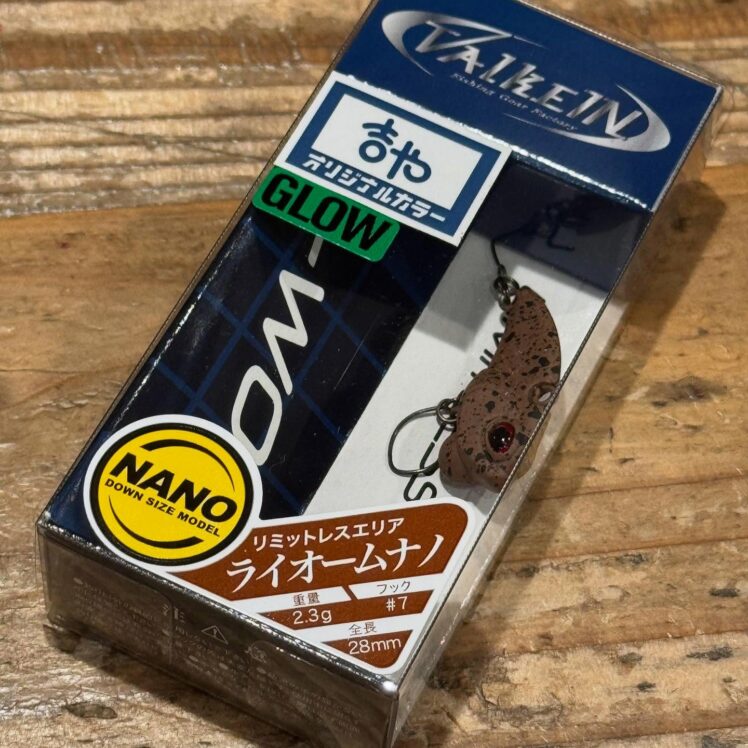 VALKEIN
Fishing Gear Factory
吉や
オリジナルカラー
GLOW
NANO
DOWN SIZE MODEL
リミットレスエリア
ライオームナノ
重量
2.3g
フック
#7
全長
28mm